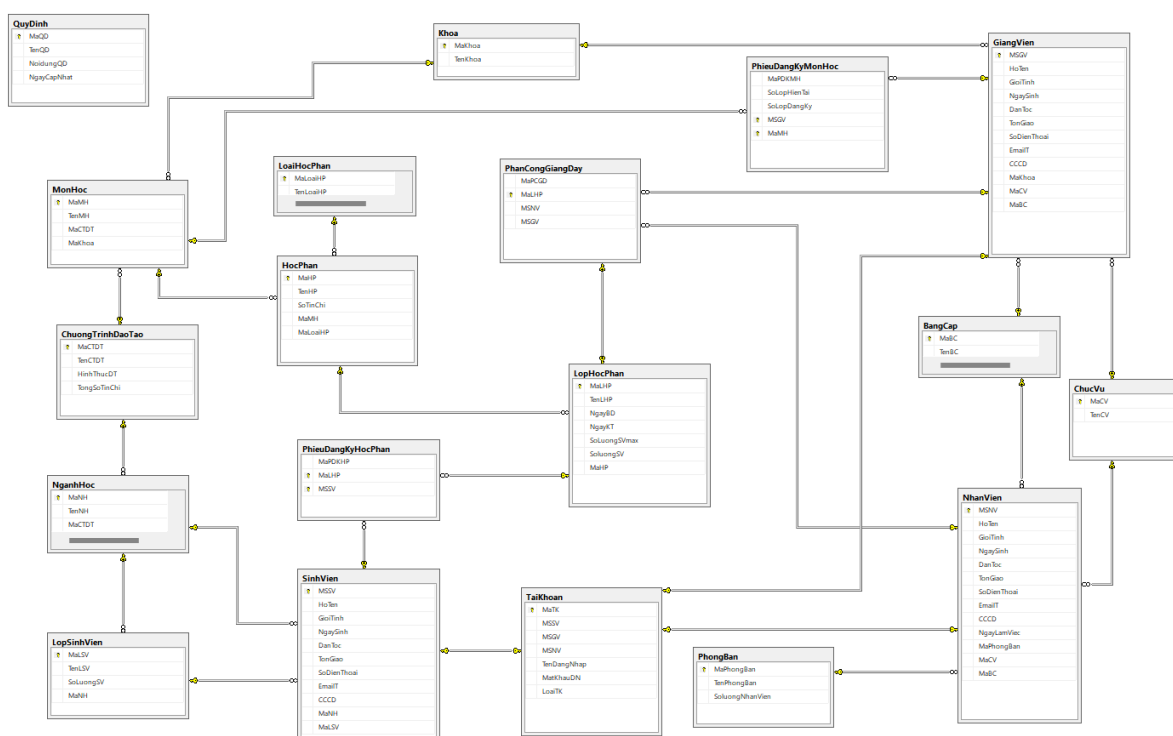 QuyDinh
MaQD
TenQD
NoidungQD
NgayCapNhat
Khoa
MaKhoa
TenKhoa
GiangVien
MSGV
HoTen
GioiTinh
NgaySinh
DanToc
TonGiao
SoDienThoai
EmailT
CCCD
MaKhoa
MaCV
MaBC
PhieuDangKyMonHoc
MaPDKMH
SoLopHienTai
SoLopDangKy
MSGV
MaMH
LoaiHocPhan
MaLoaiHP
TenLoaiHP
PhanCongGiangDay
MaPCGD
MaLHP
MSNV
MSGV
MonHoc
MaMH
TenMH
MaCTDT
MaKhoa
HocPhan
MaHP
TenHP
SoTinChi
MaMH
MaLoaiHP
ChuongTrinhDaoTao
MaCTDT
TenCTDT
HinhThucDT
TongSoTinChi
BangCap
MaBC
TenBC
LopHocPhan
MaLHP
TenLHP
NgayBD
NgayKT
SoLuongSVmax
SoluongSV
MaHP
ChucVu
MaCV
TenCV
PhieuDangKyHocPhan
MaPDKHP
MaLHP
MSSV
NganhHoc
MaNH
TenNH
MaCTDT
NhanVien
MSNV
HoTen
GioiTinh
NgaySinh
DanToc
TonGiao
SoDienThoai
EmailT
CCCD
NgayLamViec
MaPhongBan
MaCV
MaBC
SinhVien
MSSV
HoTen
GioiTinh
NgaySinh
DanToc
TonGiao
SoDienThoai
EmailT
CCCD
MaNH
MaLSV
TaiKhoan
MaTK
MSSV
MSGV
MSNV
TenDangNhap
MatKhauDN
LoaiTK
LopSinhVien
MaLSV
TenLSV
SoLuongSV
MaNH
PhongBan
MaPhongBan
TenPhongBan
SoluongNhanVien